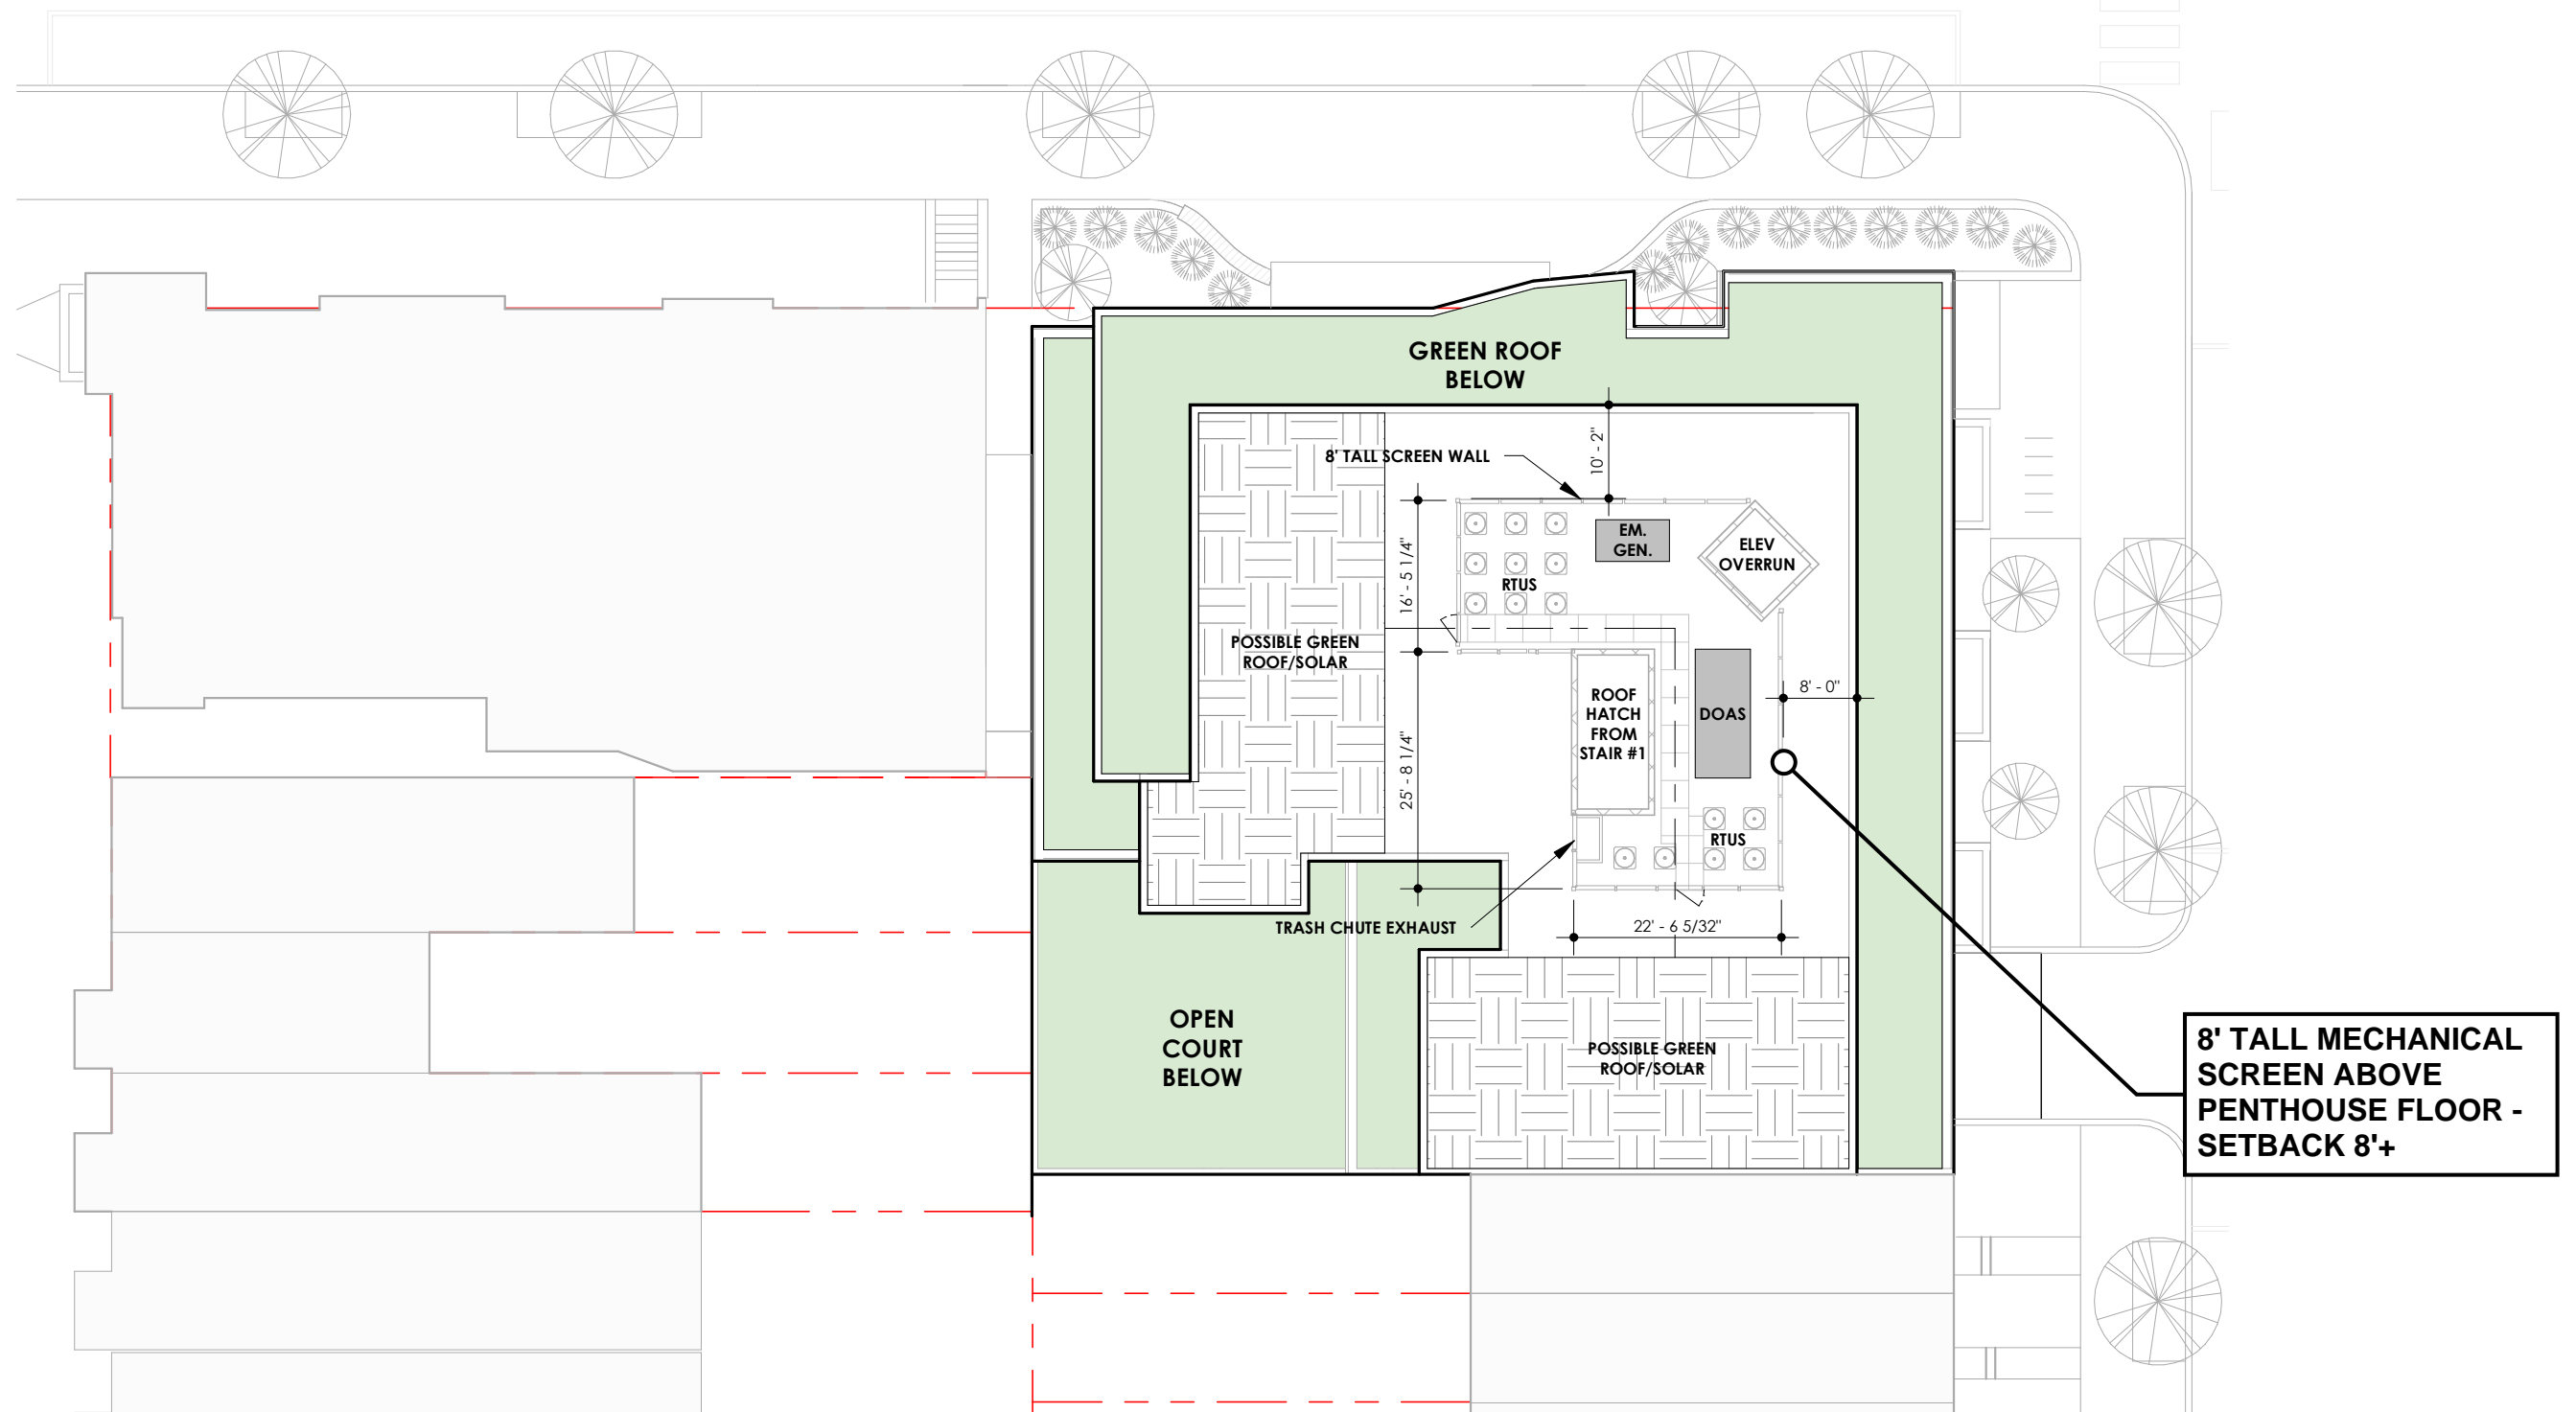 GREEN ROOF
BELOW
8' TALL SCREEN WALL
10' - 2"
EM.
GEN.
ELEV
OVERRUN
RTUS
16' - 5 1/4"
POSSIBLE GREEN
ROOF/SOLAR
ROOF
HATCH
FROM
STAIR #1
DOAS
8' - 0"
25' - 8 1/4"
RTUS
TRASH CHUTE EXHAUST
22' - 6 5/32"
OPEN
COURT
BELOW
POSSIBLE GREEN
ROOF/SOLAR
8' TALL MECHANICAL
SCREEN ABOVE
PENTHOUSE FLOOR -
SETBACK 8'+